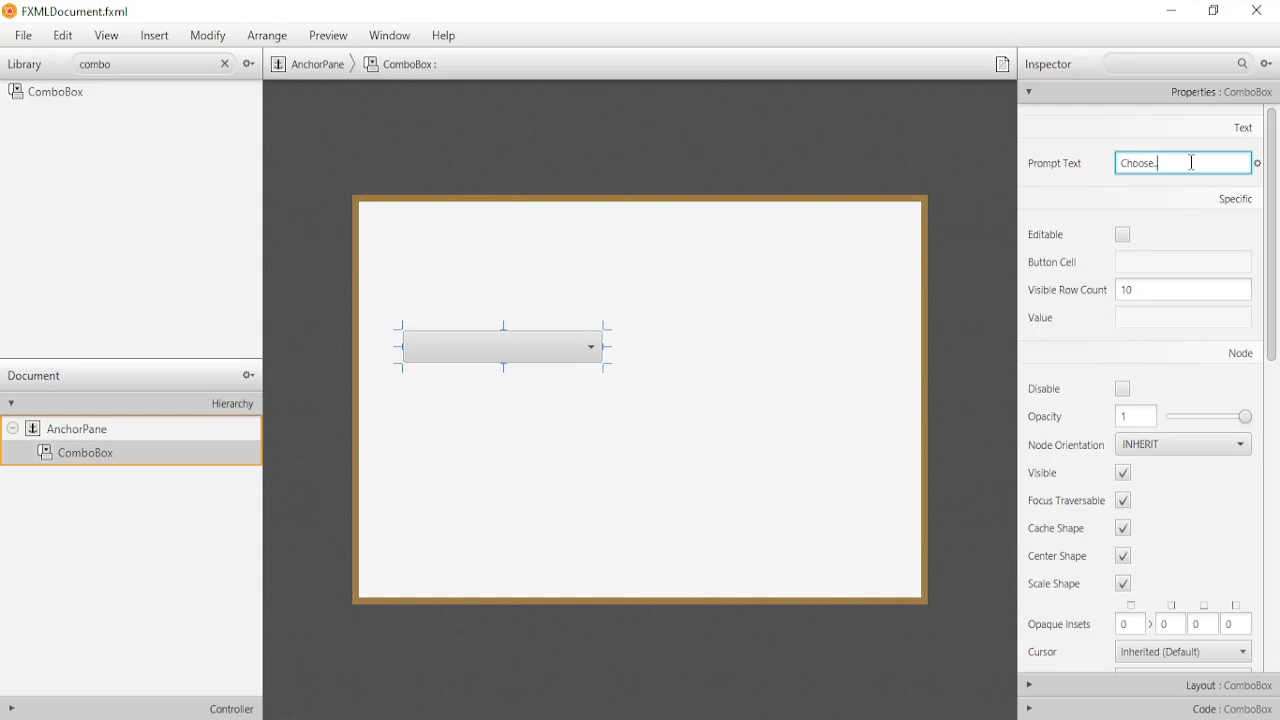 FXMLDocument.fxml
File Edit View Insert Modify Arrange Preview Window Help
Library combo
ComboBox
Document
Hierarchy
AnchorPane
ComboBox
Controller
AnchorPane ComboBox :
Inspector
Properties : ComboBox
Text
Prompt Text Choose..
Specific
Editable
Button Cell
Visible Row Count 10
Value
Node
Disable
Opacity 1
Node Orientation INHERIT
Visible
Focus Traversable
Cache Shape
Center Shape
Scale Shape
Opaque Insets 0 0 0 0
Cursor Inherited (Default)
Layout : ComboBox
Code : ComboBox